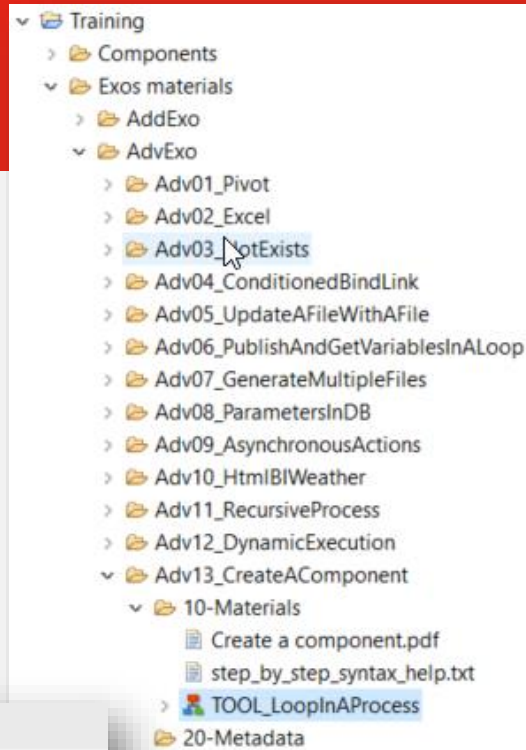 Training
Components
Exos materials
AddExo
AdvExo
Adv01_Pivot
Adv02_Excel
Adv03_NotExists
Adv04_ConditionedBindLink
Adv05_UpdateAFileWithAFile
Adv06_PublishAndGetVariablesInALoop
Adv07_GenerateMultipleFiles
Adv08_ParametersInDB
Adv09_AsynchronousActions
Adv10_HtmlBIWeather
Adv11_RecursiveProcess
Adv12_DynamicExecution
Adv13_CreateAComponent
10-Materials
Create a component.pdf
step_by_step_syntax_help.txt
TOOL_LoopInAProcess
20-Metadata